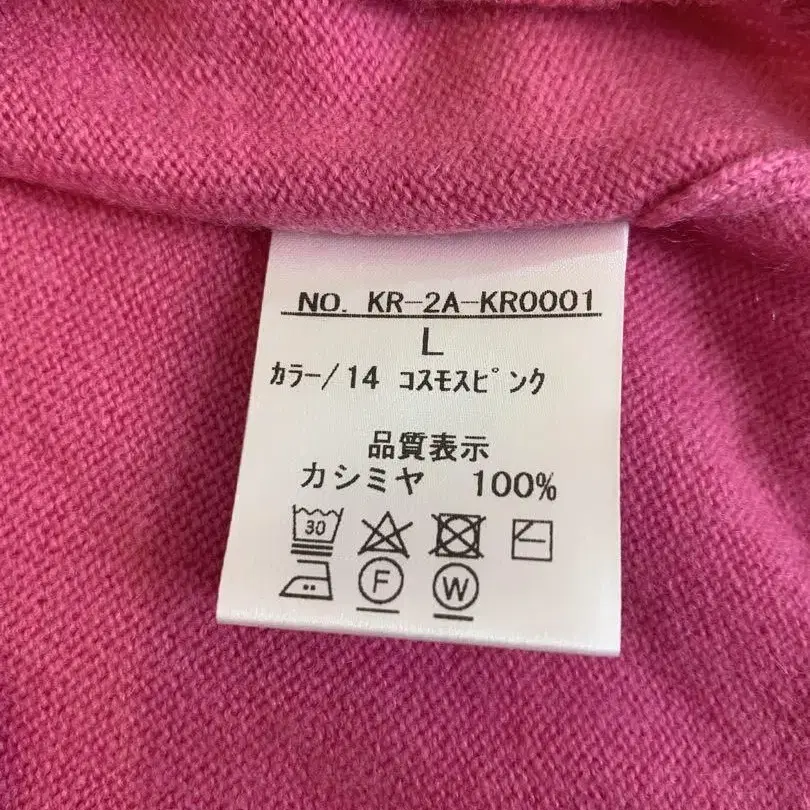 NO. KR-2A-KR0001
L
ｶﾗｰ/14 ｺｽﾓｽﾋﾟﾝｸ
品質表示
カシミヤ 100%
30
F W